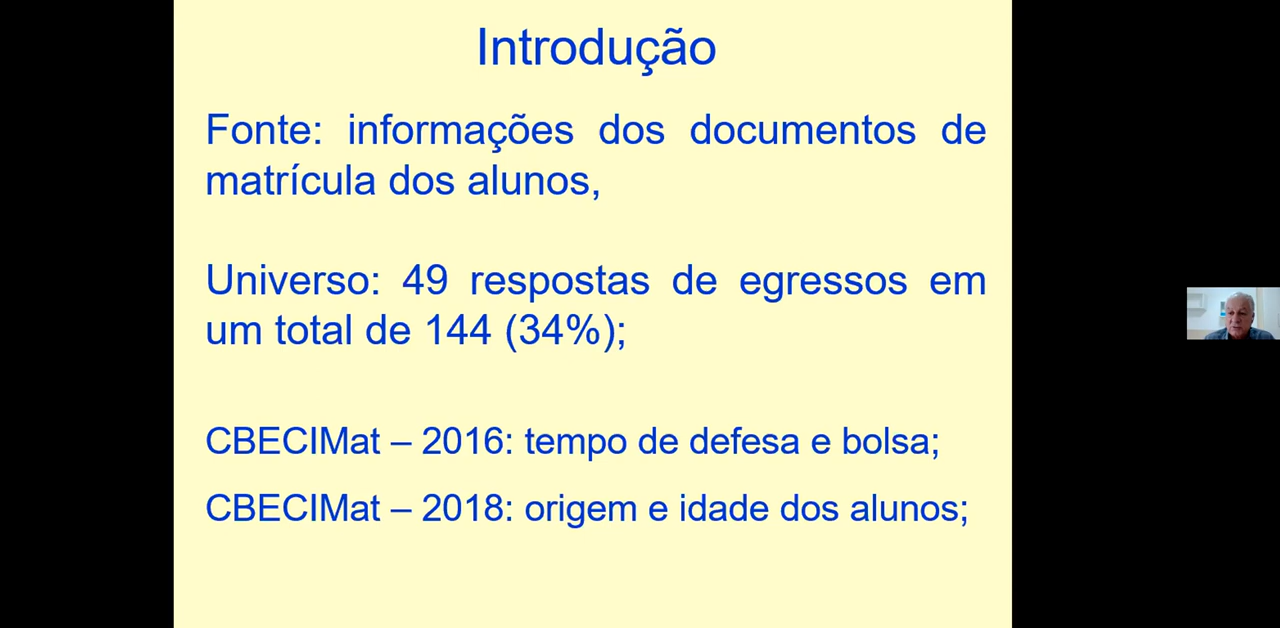 Introdução
Fonte: informações dos documentos de
matrícula dos alunos,
Universo: 49 respostas de egressos em
um total de 144 (34%);
CBECIMat – 2016: tempo de defesa e bolsa;
CBECIMat – 2018: origem e idade dos alunos;